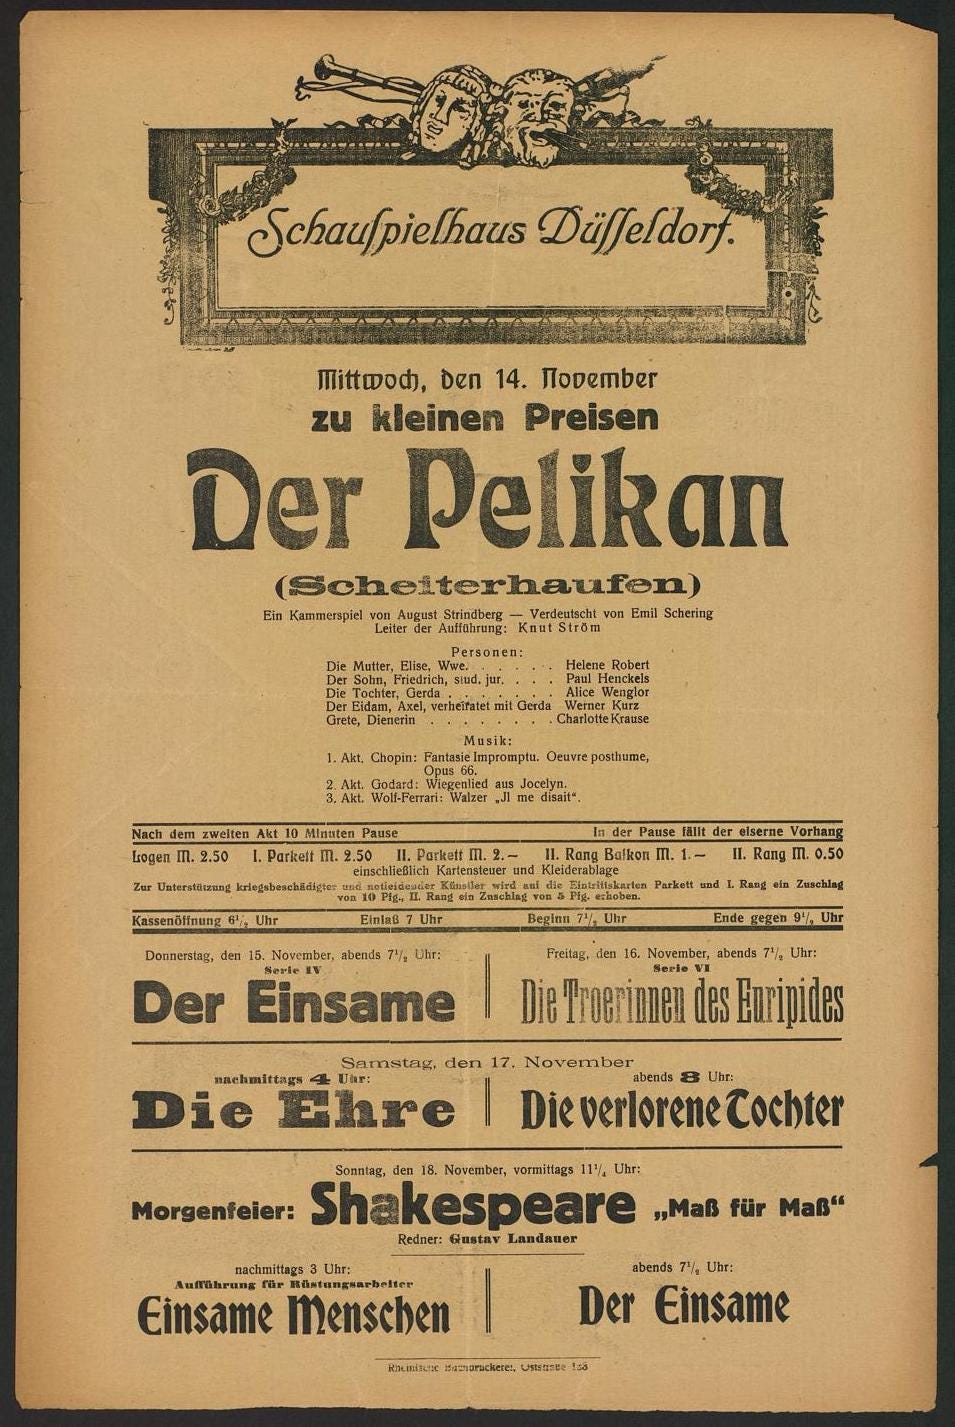 Schauspielhaus Düsseldorf.
Mittwoch, den 14. November
zu kleinen Preisen
Der Pelikan
(Scheiterhaufen)
Ein Kammerspiel von August Strindberg — Verdeutscht von Emil Schering
Leiter der Aufführung: Knut Ström
Personen:
Die Mutter, Elise, Wwe. . . . . . . Helene Robert
Der Sohn, Friedrich, stud. jur. . . . Paul Henckels
Die Tochter, Gerda . . . . . . . Alice Wenglor
Der Eidam, Axel, verheiratet mit Gerda Werner Kurz
Grete, Dienerin . . . . . . . . Charlotte Krause
Musik:
1. Akt. Chopin: Fantasie Impromptu. Oeuvre posthume,
Opus 66.
2. Akt. Godard: Wiegenlied aus Jocelyn.
3. Akt. Wolf-Ferrari: Walzer „Jl me disait“.
Nach dem zweiten Akt 10 Minuten Pause In der Pause fällt der eiserne Vorhang
Logen M. 2.50 I. Parkett M. 2.50 II. Parkett M. 2.— II. Rang Balkon M. 1.— II. Rang M. 0.50
einschließlich Kartensteuer und Kleiderablage
Zur Unterstützung kriegsbeschädigter und notleidender Künstler wird auf die Eintrittskarten Parkett und I. Rang ein Zuschlag
von 10 Pfg., II. Rang ein Zuschlag von 5 Pfg. erhoben.
Kassenöffnung 6½ Uhr Einlaß 7 Uhr Beginn 7½ Uhr Ende gegen 9½ Uhr
Donnerstag, den 15. November, abends 7½ Uhr:
Serie IV
Der Einsame
Freitag, den 16. November, abends 7½ Uhr:
Serie VI
Die Troerinnen des Euripides
Samstag, den 17. November
nachmittags 4 Uhr:
Die Ehre
abends 8 Uhr:
Die verlorene Tochter
Sonntag, den 18. November, vormittags 11¼ Uhr:
Morgenfeier: Shakespeare „Maß für Maß“
Redner: Gustav Landauer
nachmittags 3 Uhr:
Aufführung für Rüstungsarbeiter
Einsame Menschen
abends 7½ Uhr:
Der Einsame
Rheinische Bahndruckerei, Oststraße